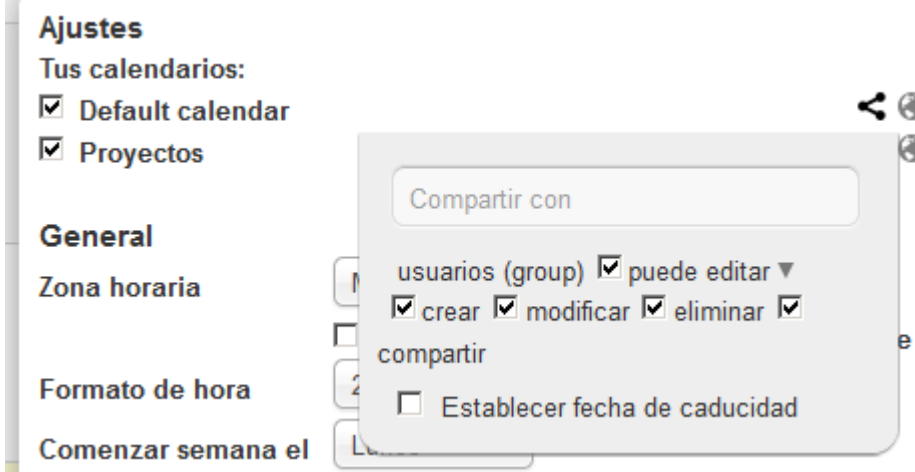 Ajustes
Tus calendarios:
Default calendar
Proyectos
Compartir con
usuarios (group) puede editar
crear modificar eliminar
compartir
Establecer fecha de caducidad
General
Zona horaria
Formato de hora
Comenzar semana el